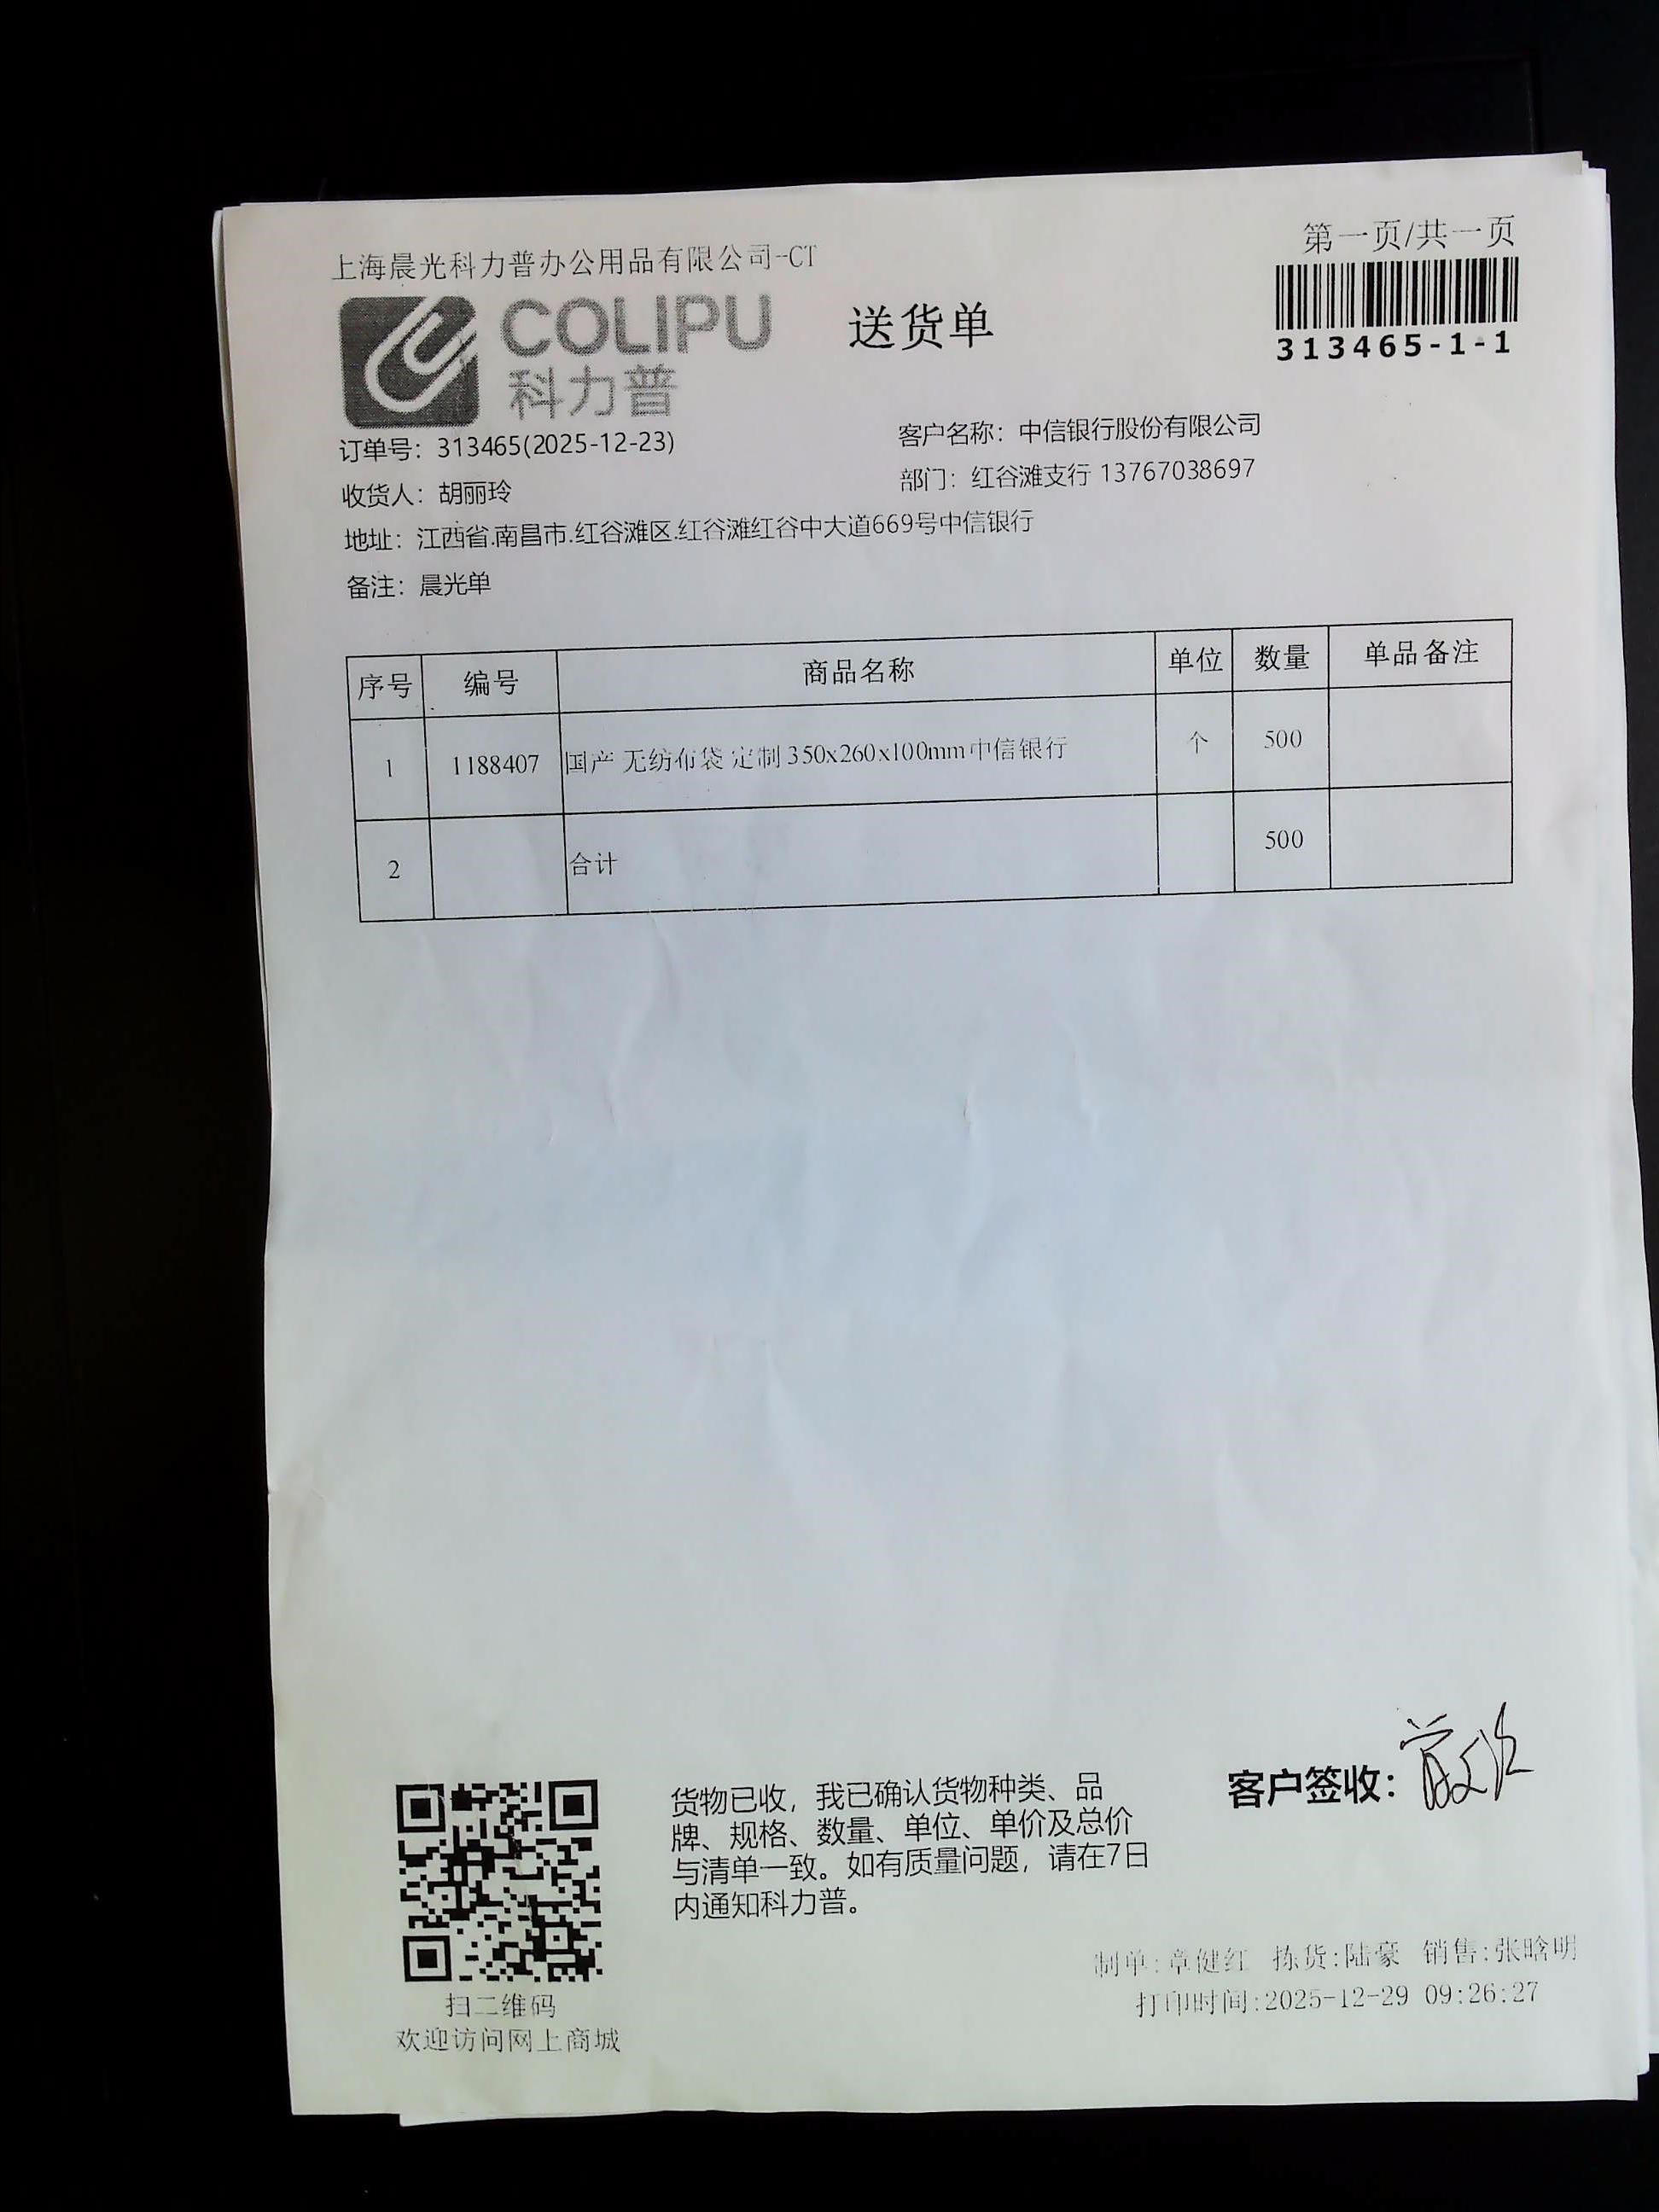 第一页/共一页
上海晨光科力普办公用品有限公司-CT
COLIPU
科力普
送货单
313465-1-1
订单号：313465(2025-12-23)
客户名称：中信银行股份有限公司
收货人：胡丽玲
部门：红谷滩支行 13767038697
地址：江西省.南昌市.红谷滩区.红谷滩红谷中大道669号中信银行
备注：晨光单
序号 编号 商品名称 单位 数量 单品备注
1 1188407 国产 无纺布袋 定制 350x260x100mm 中信银行 个 500
2 合计 500
货物已收，我已确认货物种类、品
牌、规格、数量、单位、单价及总价
与清单一致。如有质量问题，请在7日
内通知科力普。
客户签收：
扫二维码
欢迎访问网上商城
制单:章健红 拣货:陆豪 销售:张晗明
打印时间:2025-12-29 09:26:27